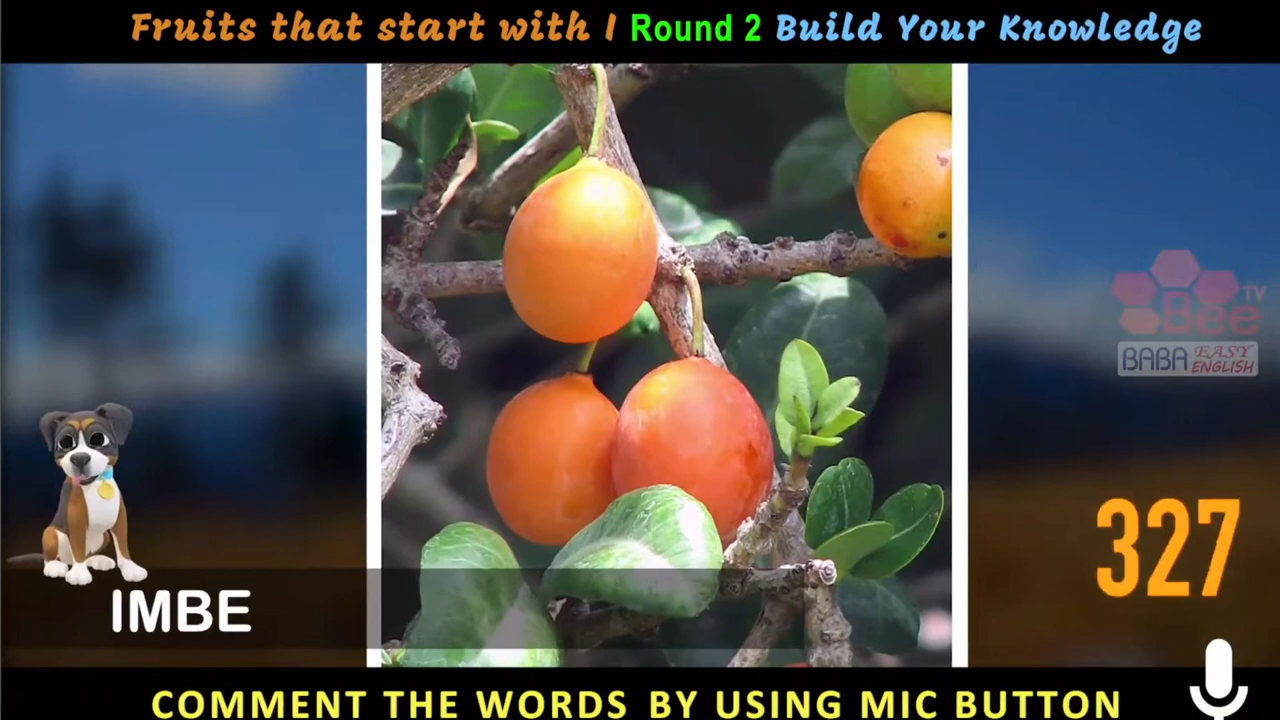 Fruits that start with I Round 2 Build Your Knowledge
Bee TV
BABA EASY ENGLISH
327
IMBE
COMMENT THE WORDS BY USING MIC BUTTON